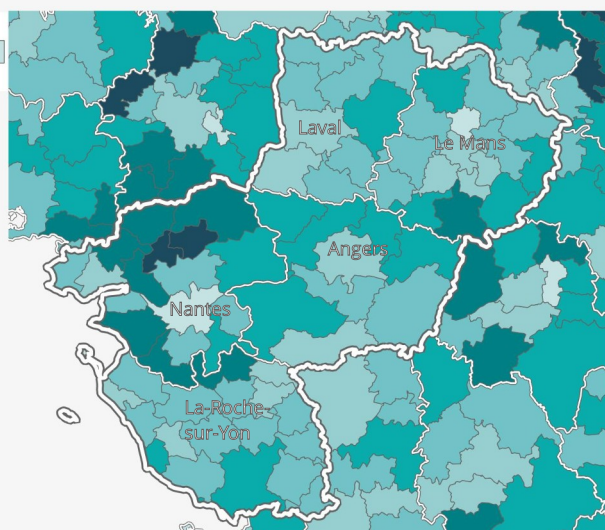 Laval
Le Mans
Angers
Nantes
La-Roche-
sur-Yon